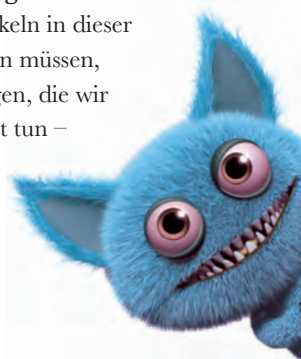 keln in dieser
n müssen,
gen, die wir
t tun –